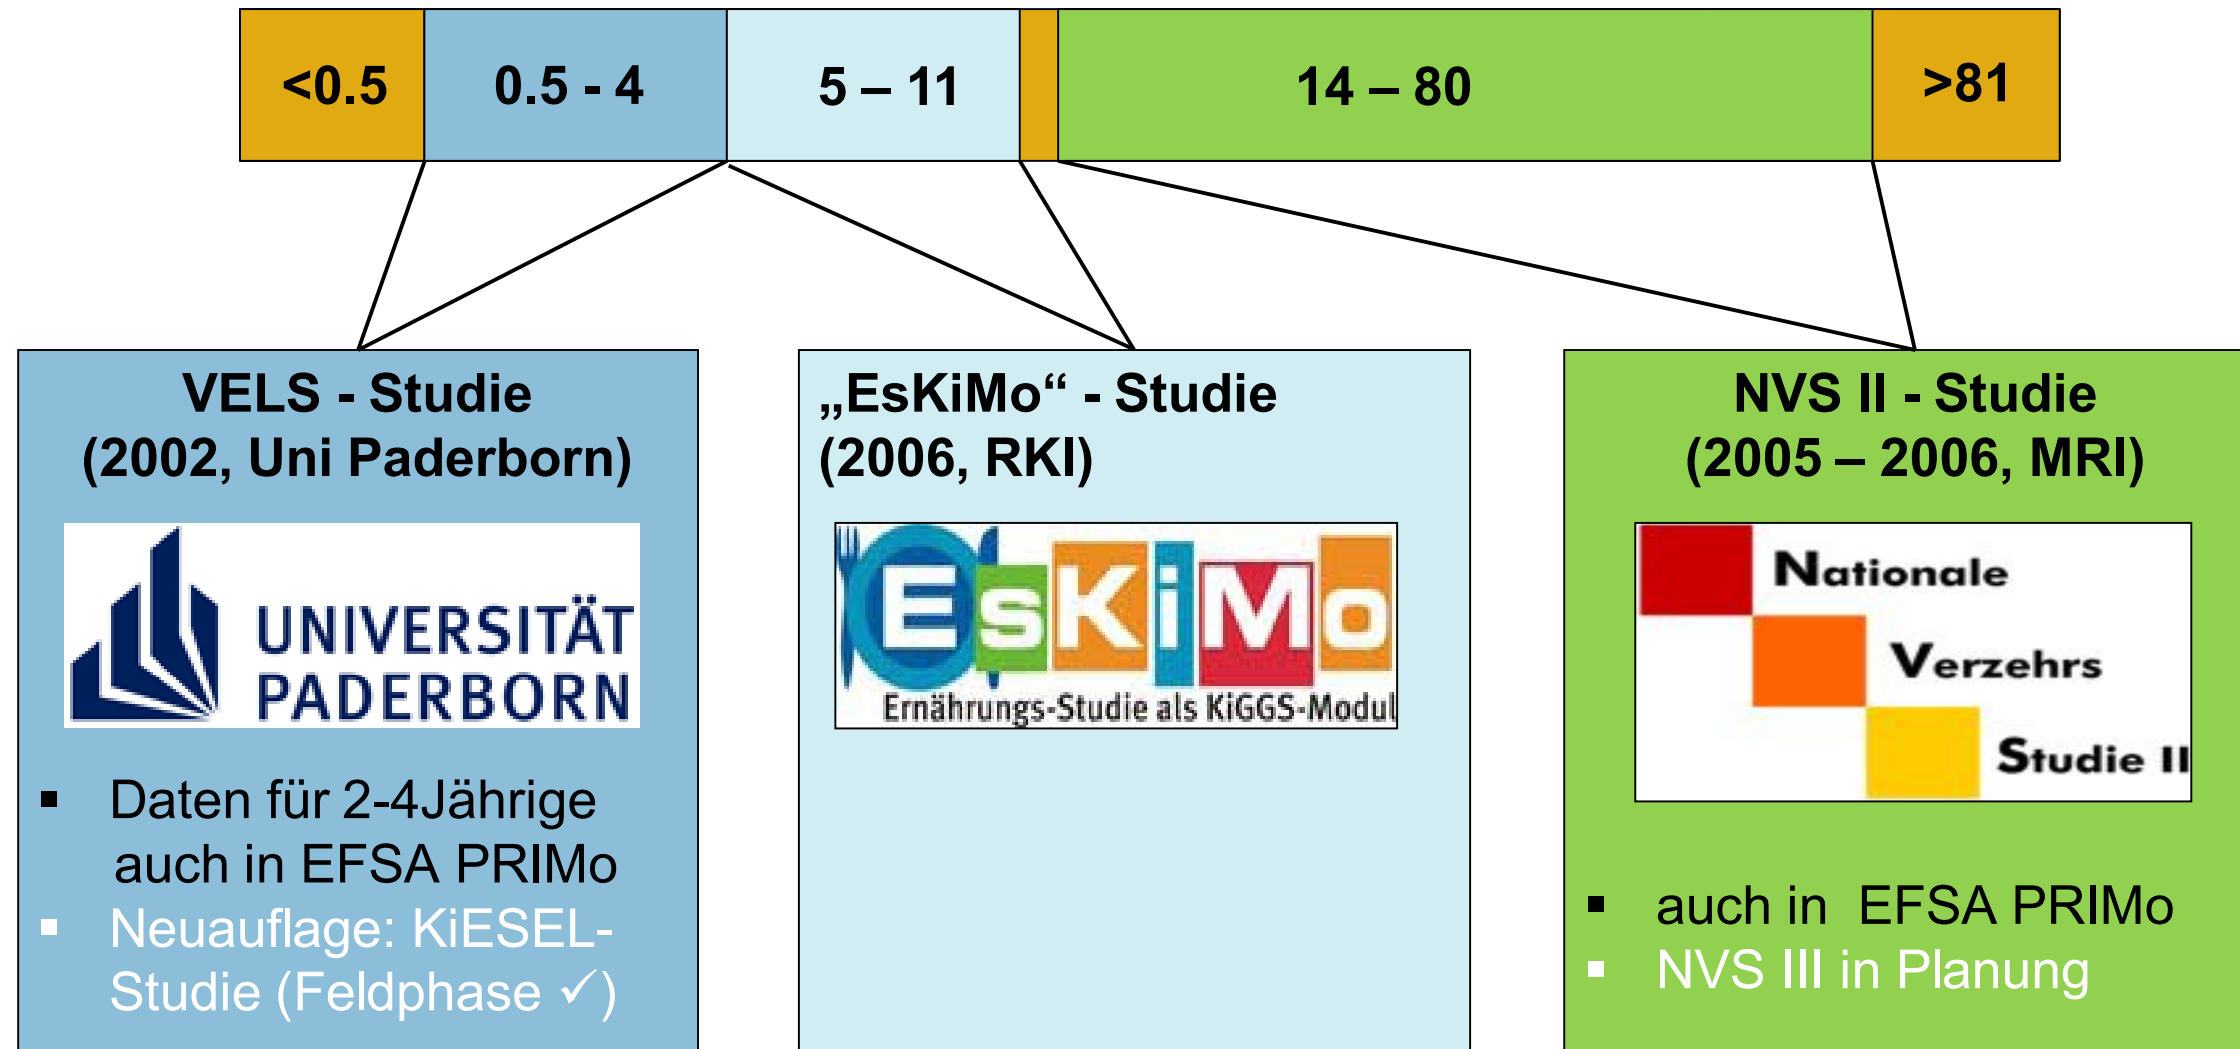 <0.5
0.5 - 4
5 – 11
14 – 80
>81
VELS - Studie
(2002, Uni Paderborn)
UNIVERSITÄT
PADERBORN
▪ Daten für 2-4Jährige
auch in EFSA PRIMo
▪ Neuauflage: KiESEL-
Studie (Feldphase ✓)
„EsKiMo“ - Studie
(2006, RKI)
EsKiMo
Ernährungs-Studie als KiGGS-Modul
NVS II - Studie
(2005 – 2006, MRI)
Nationale
Verzehrs
Studie II
▪ auch in EFSA PRIMo
▪ NVS III in Planung